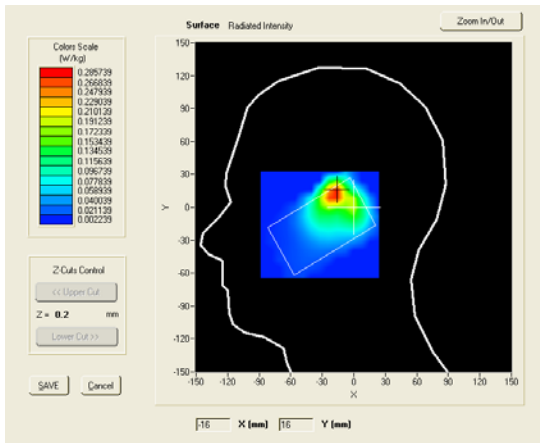 Surface Radiated Intensity
Zoom In/Out
Colors Scale
(W/kg)
0.285739
0.266839
0.247939
0.229039
0.210139
0.191239
0.172339
0.153439
0.134539
0.115639
0.096739
0.077839
0.058939
0.040039
0.021139
0.002239
Z-Cuts Control
<< Upper Cut
Z = 0.2 mm
Lower Cut >>
SAVE Cancel
150
120
90
60
30
0
-30
-60
-90
-120
-150
Y
-150 -120 -90 -60 -30 0 30 60 90 120 150
X
-16 X (mm) 16 Y (mm)